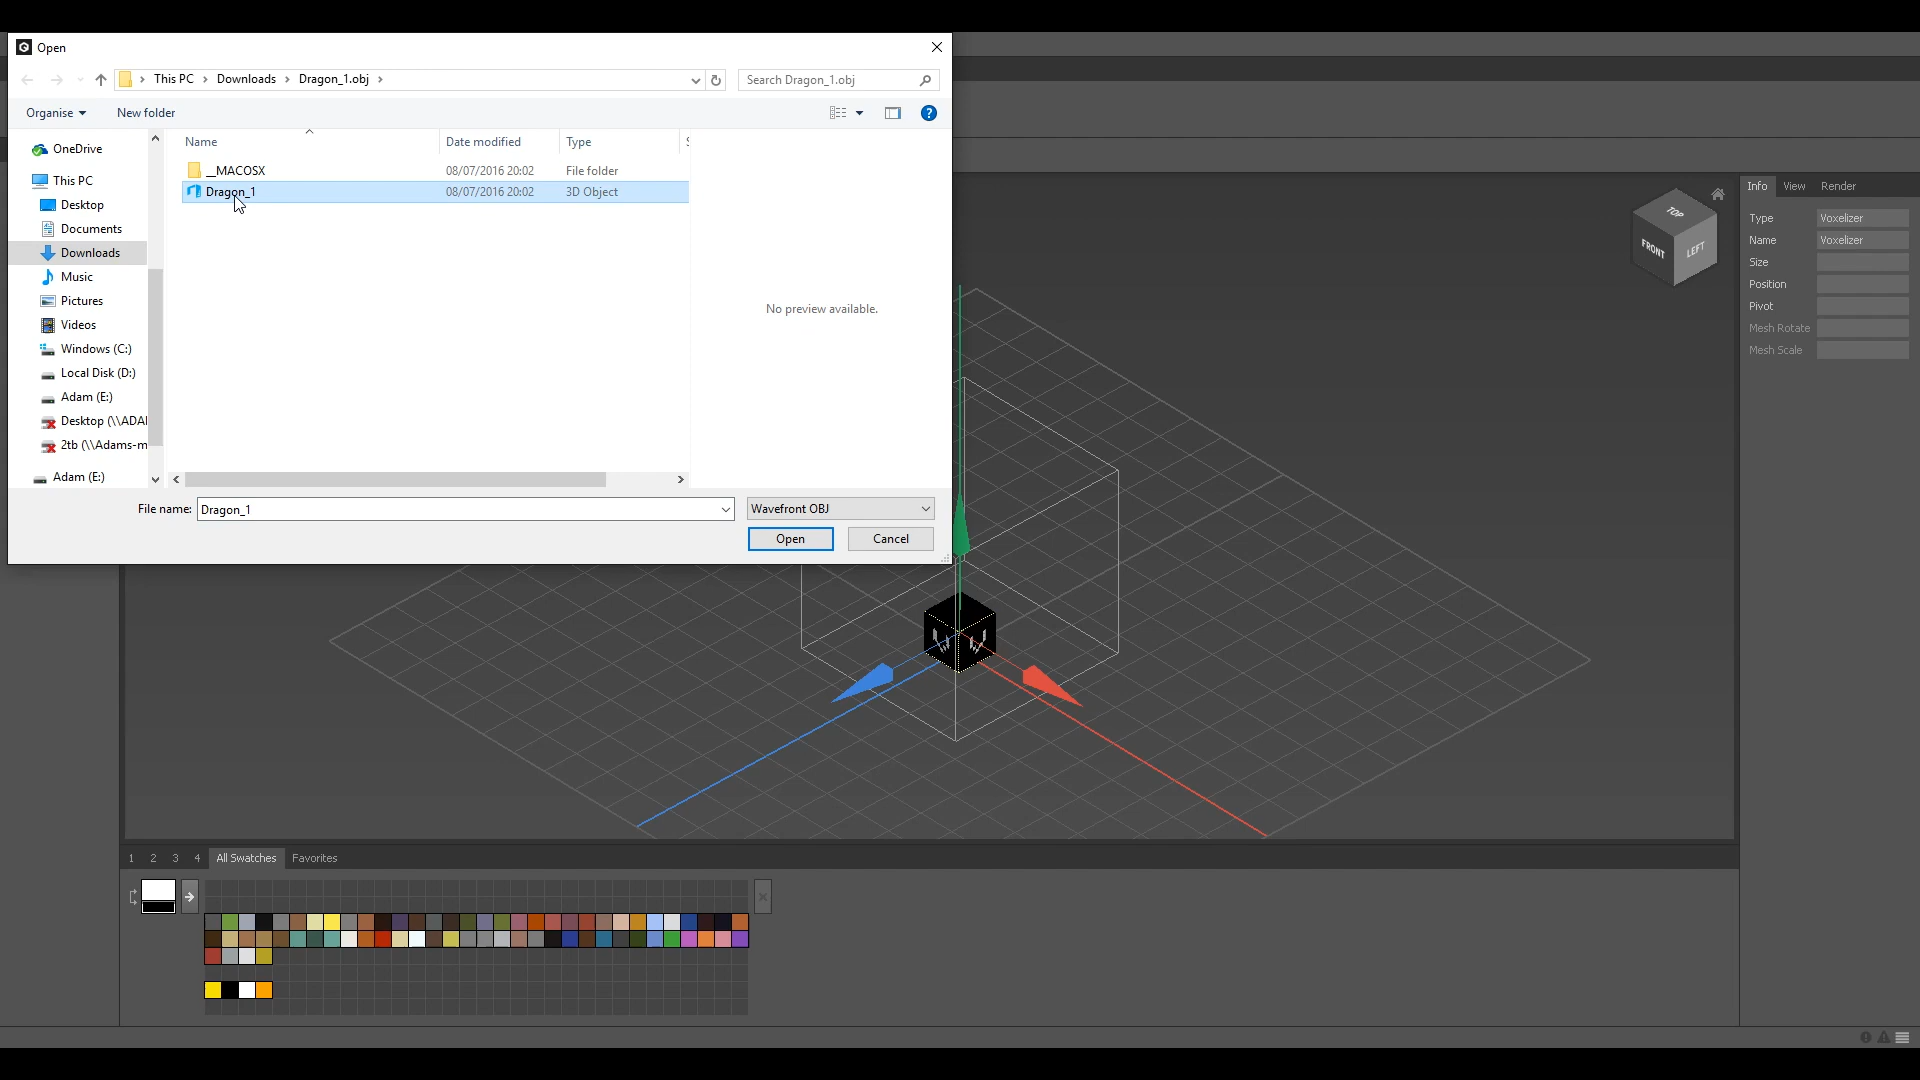 Open
This PC
Downloads
Dragon_1.obj
Search Dragon_1.obj
Organise
New folder
Name
Date modified
Type
OneDrive
This PC
Desktop
Documents
Downloads
Music
Pictures
Videos
Windows (C:)
Local Disk (D:)
Adam (E:)
Desktop (\\ADAI
2tb (\\Adams-m
Adam (E:)
__MACOSX 08/07/2016 20:02 File folder
Dragon_1 08/07/2016 20:02 3D Object
No preview available.
File name: Dragon_1
Wavefront OBJ
Open
Cancel
TOP
FRONT
LEFT
Info View Render
Type Voxelizer
Name Voxelizer
Size
Position
Pivot
Mesh Rotate
Mesh Scale
1 2 3 4 All Swatches Favorites